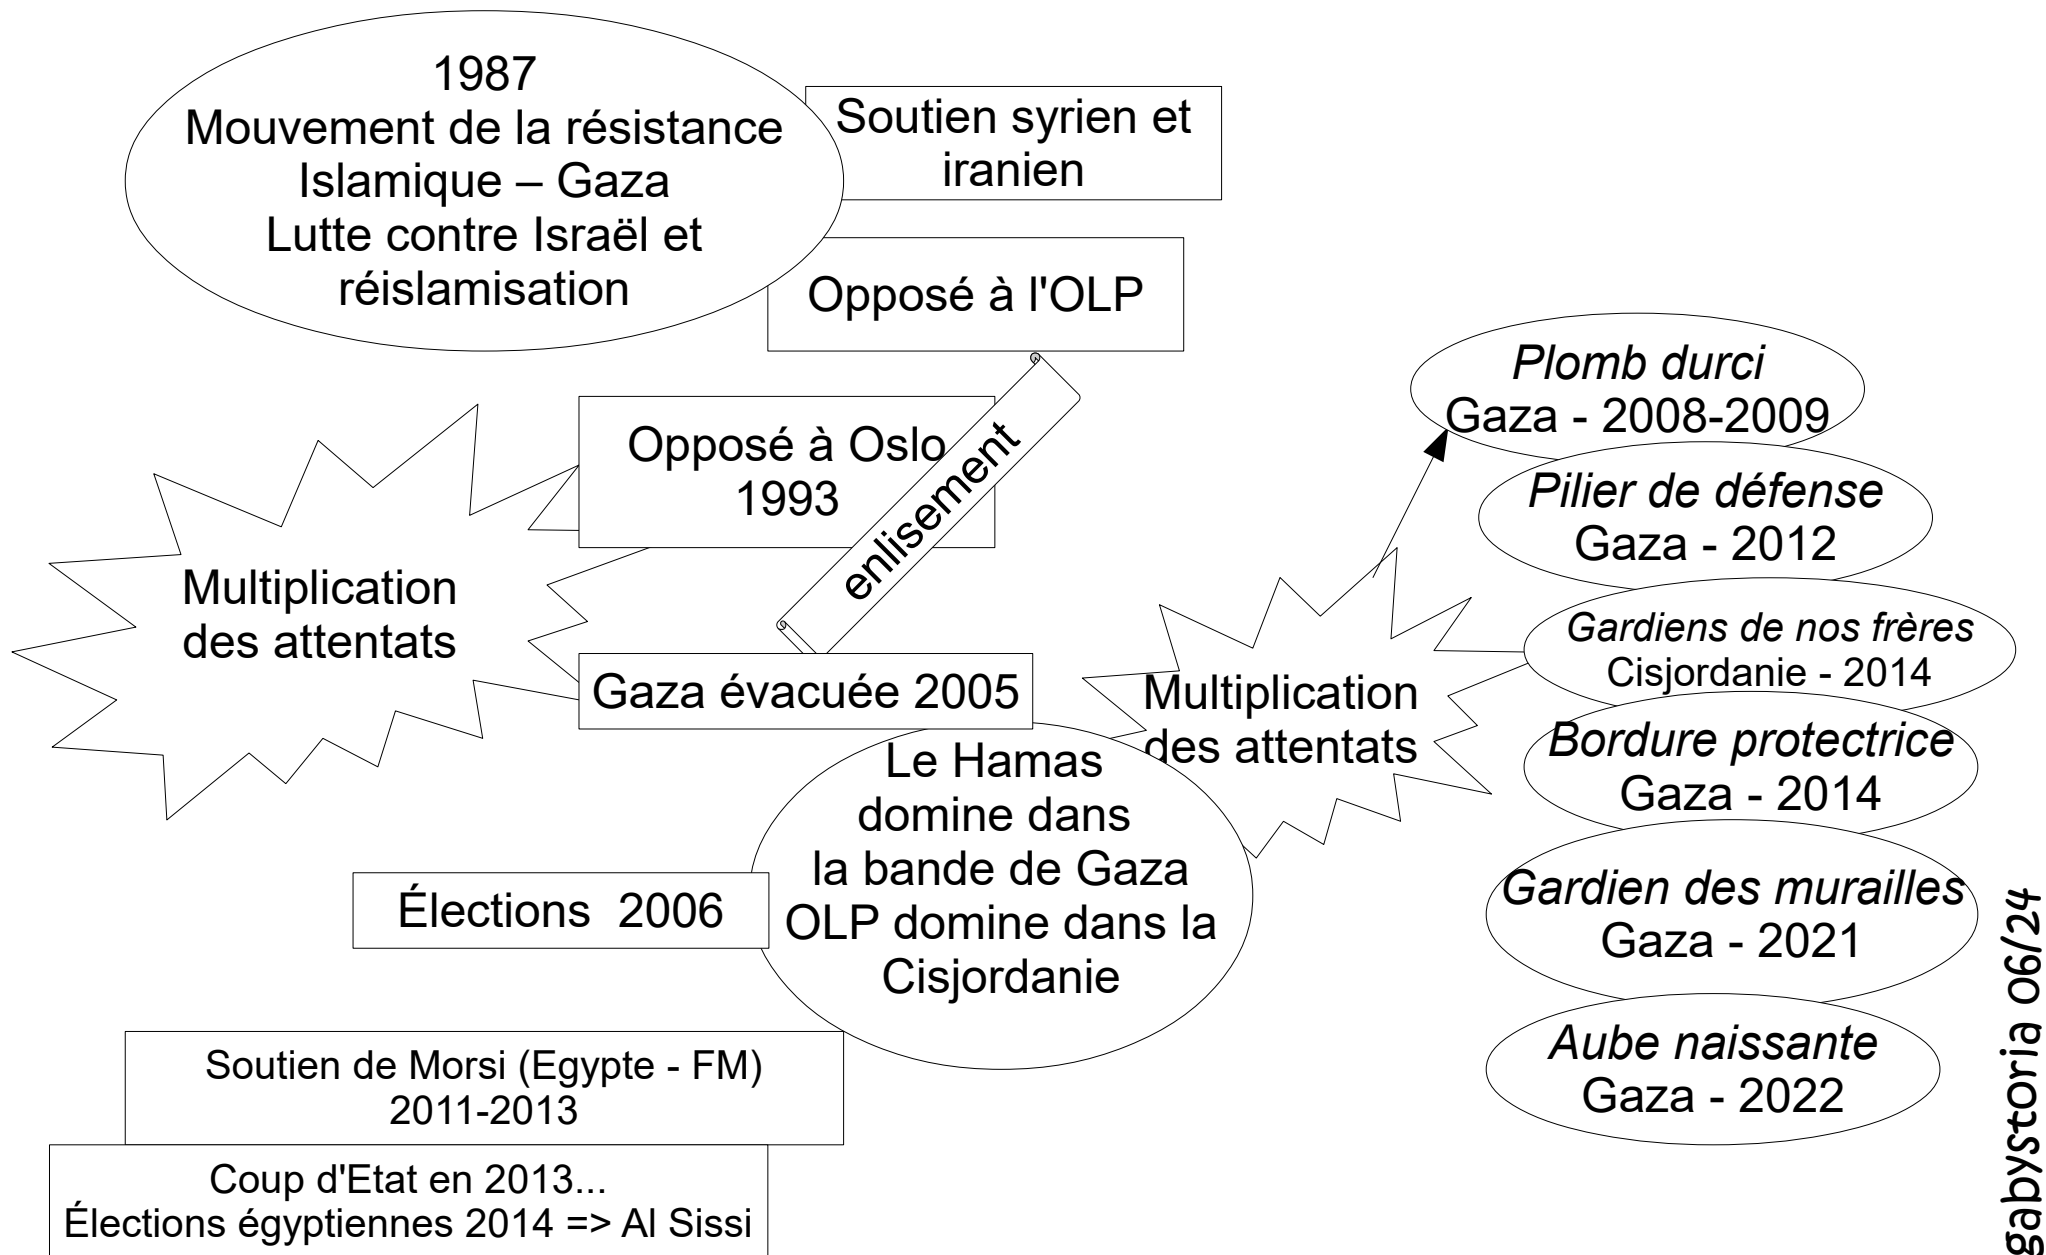 1987
Mouvement de la résistance
Islamique – Gaza
Lutte contre Israël et
réislamisation
Soutien syrien et
iranien
Opposé à l'OLP
Opposé à Oslo
1993
enlisement
Multiplication
des attentats
Gaza évacuée 2005
Le Hamas
domine dans
la bande de Gaza
OLP domine dans la
Cisjordanie
Élections 2006
Soutien de Morsi (Egypte - FM)
2011-2013
Coup d'Etat en 2013...
Élections égyptiennes 2014 => Al Sissi
Multiplication
des attentats
Plomb durci
Gaza - 2008-2009
Pilier de défense
Gaza - 2012
Gardiens de nos frères
Cisjordanie - 2014
Bordure protectrice
Gaza - 2014
Gardien des murailles
Gaza - 2021
Aube naissante
Gaza - 2022
gabystoria 06/24